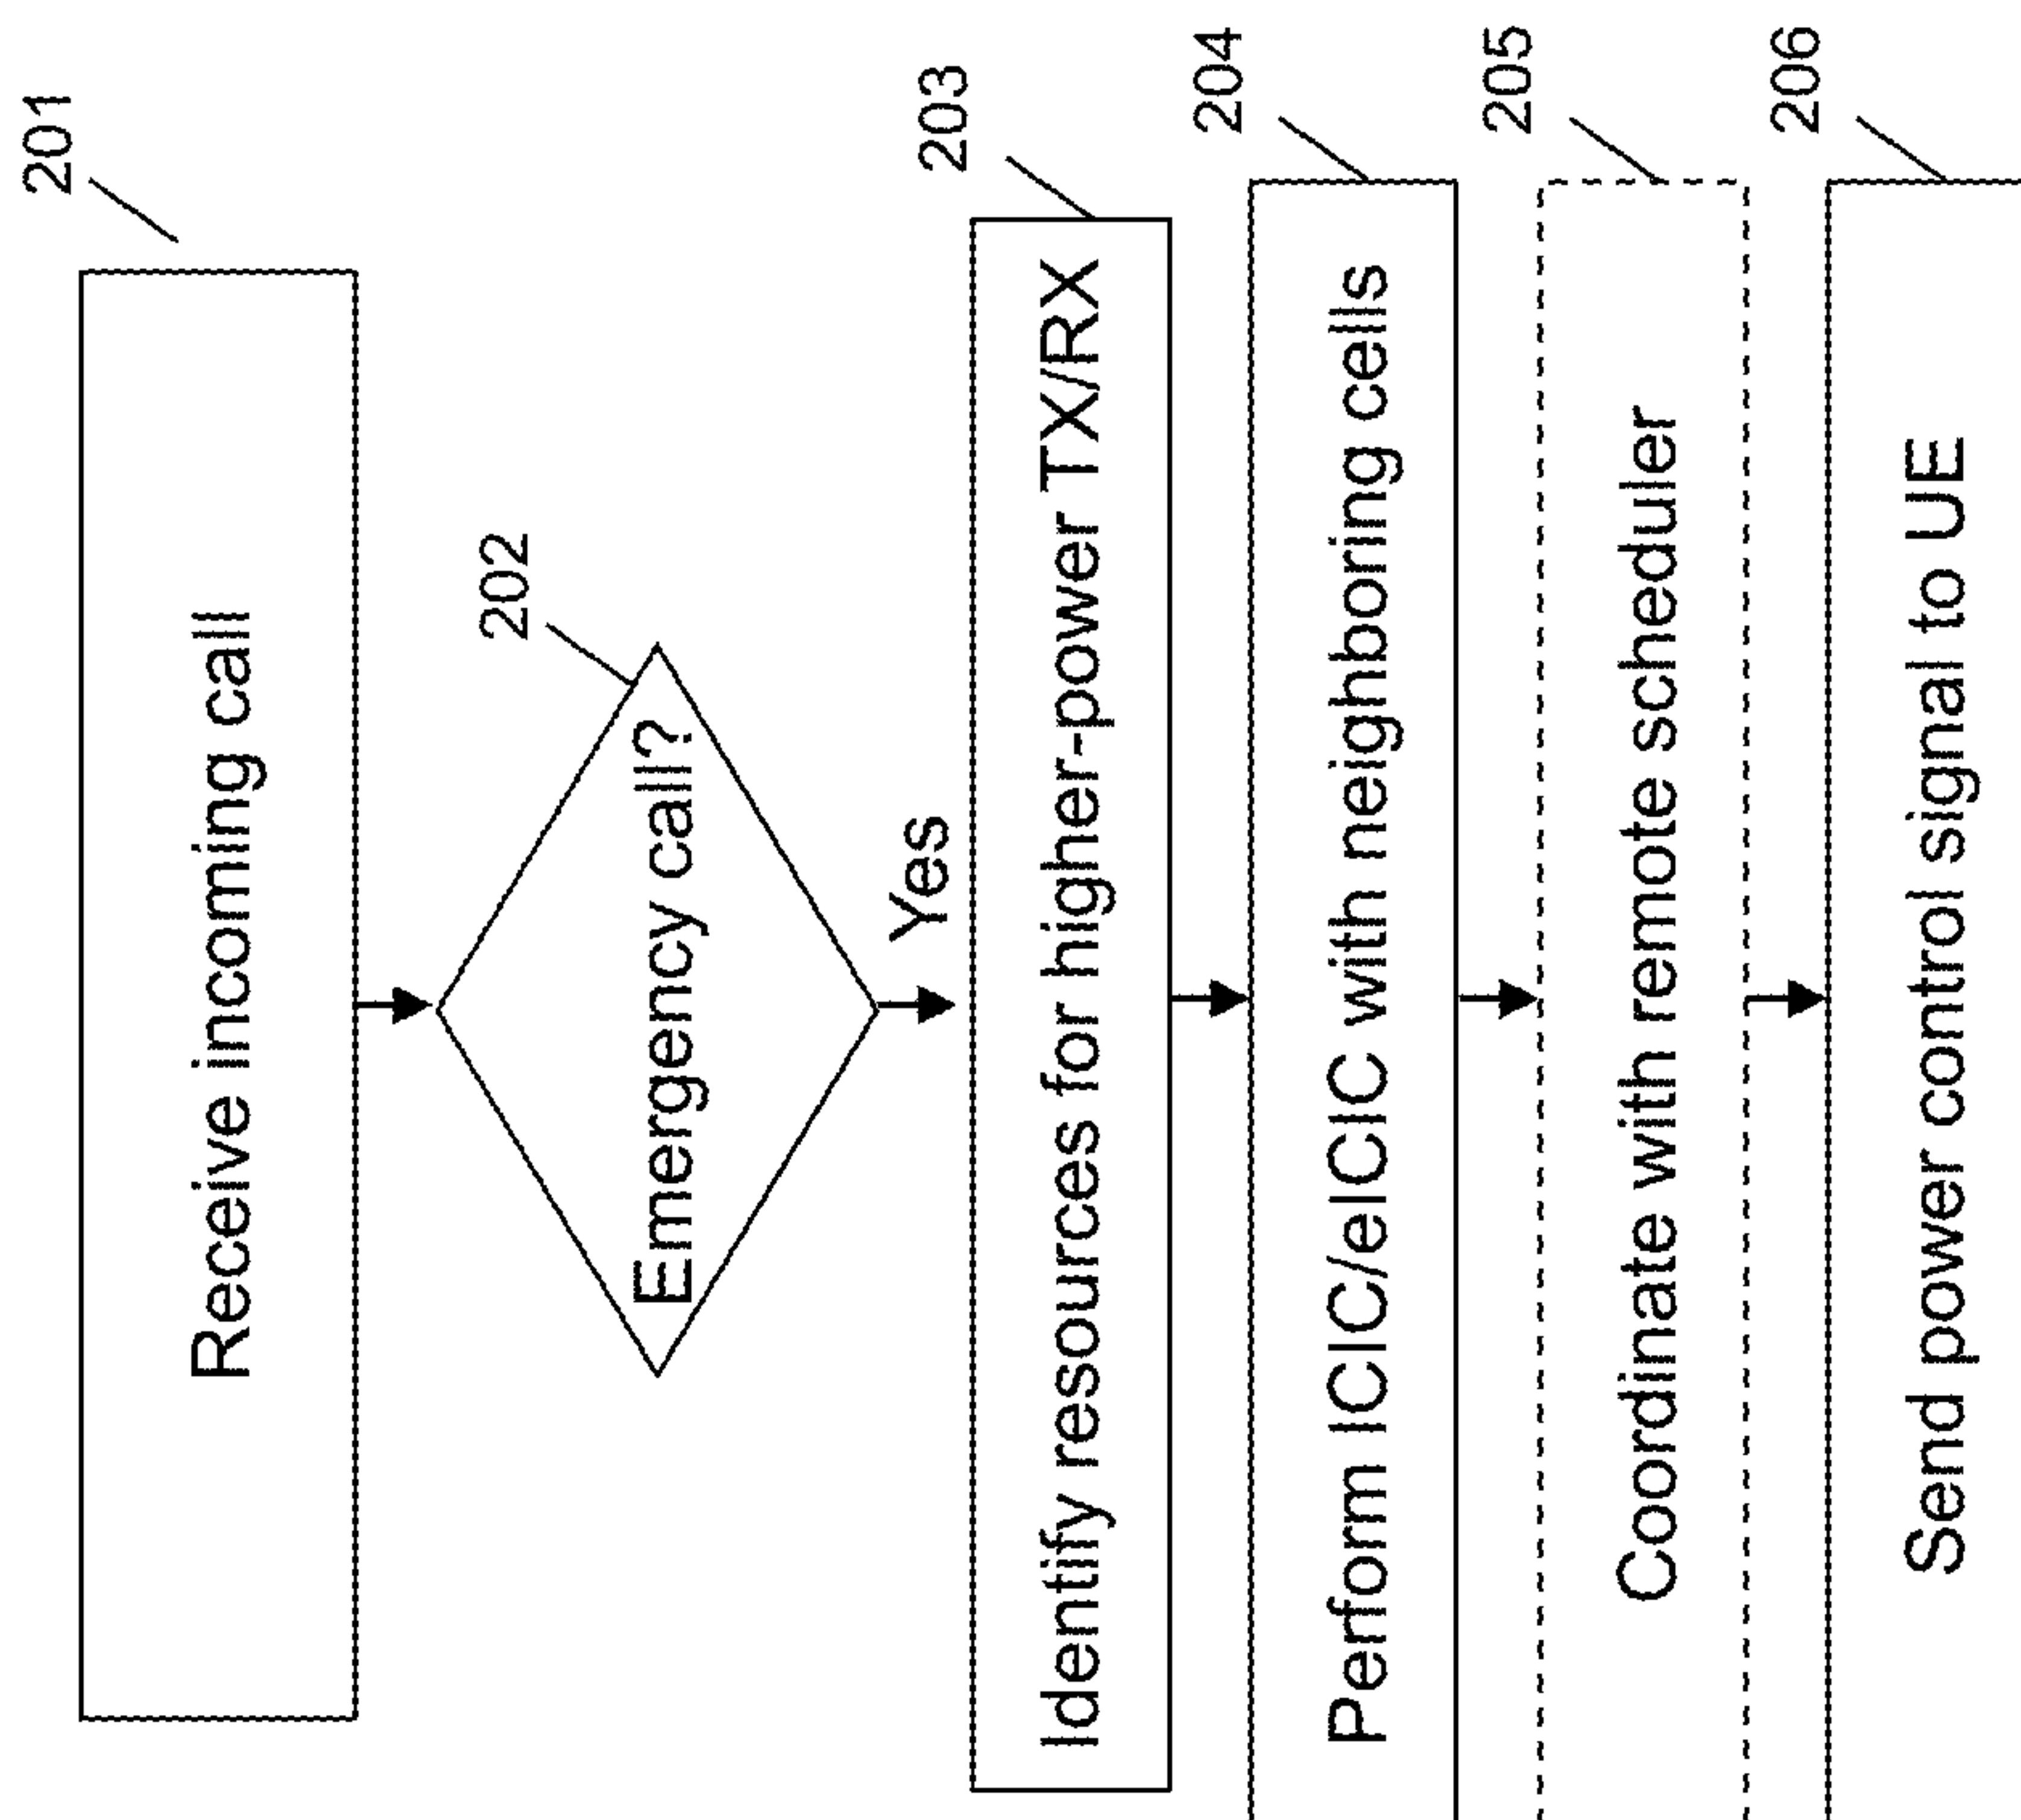 201
Receive incoming call
202
Emergency call?
Yes
203
Identify resources for higher-power TX/RX
204
Perform ICIC/eICIC with neighboring cells
205
Coordinate with remote scheduler
206
Send power control signal to UE